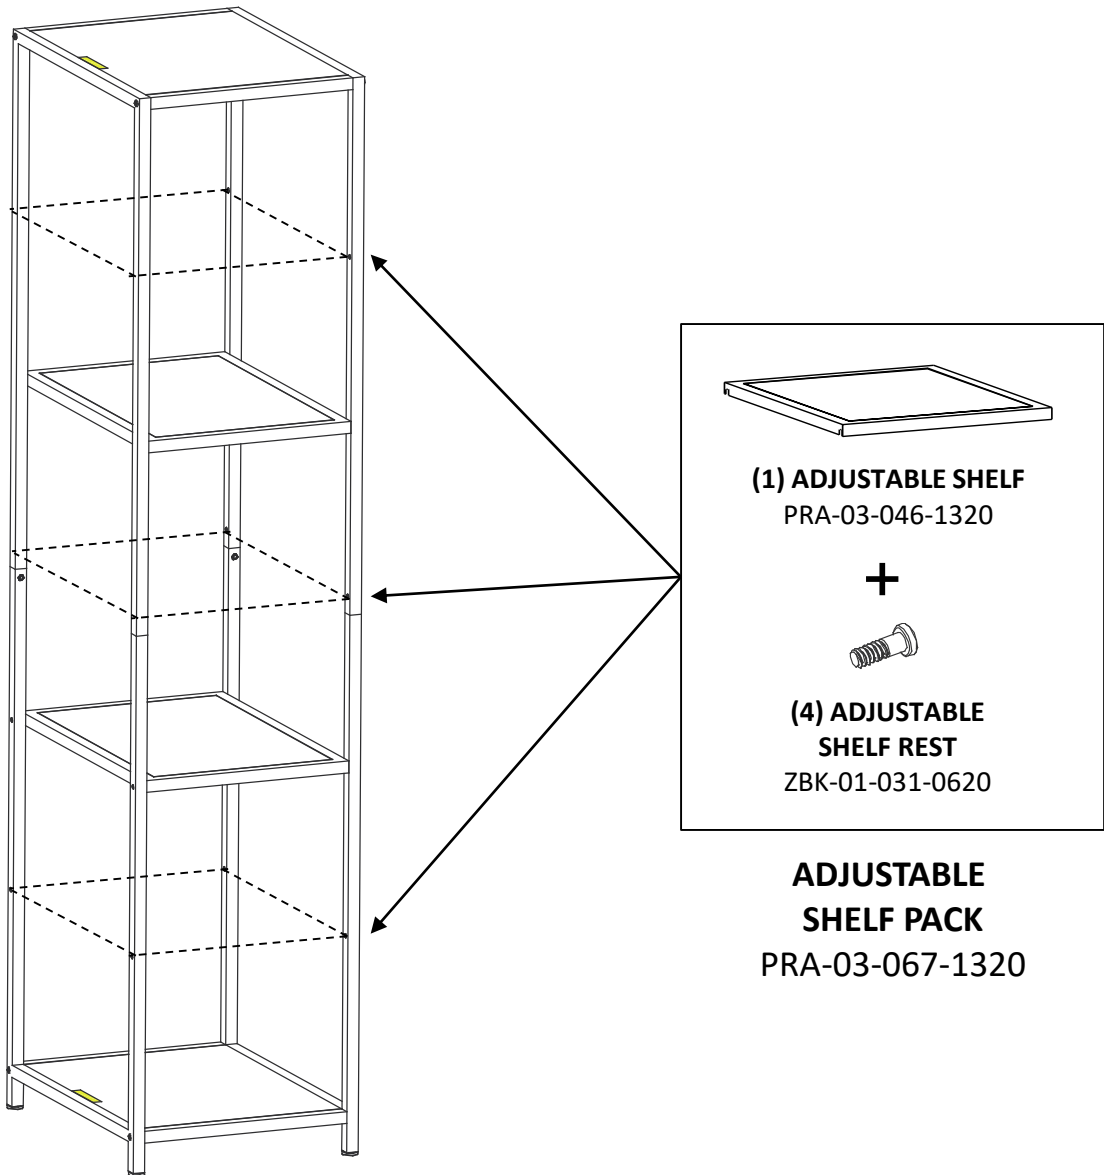 (1) ADJUSTABLE SHELF
PRA-03-046-1320
+
(4) ADJUSTABLE
SHELF REST
ZBK-01-031-0620
ADJUSTABLE
SHELF PACK
PRA-03-067-1320